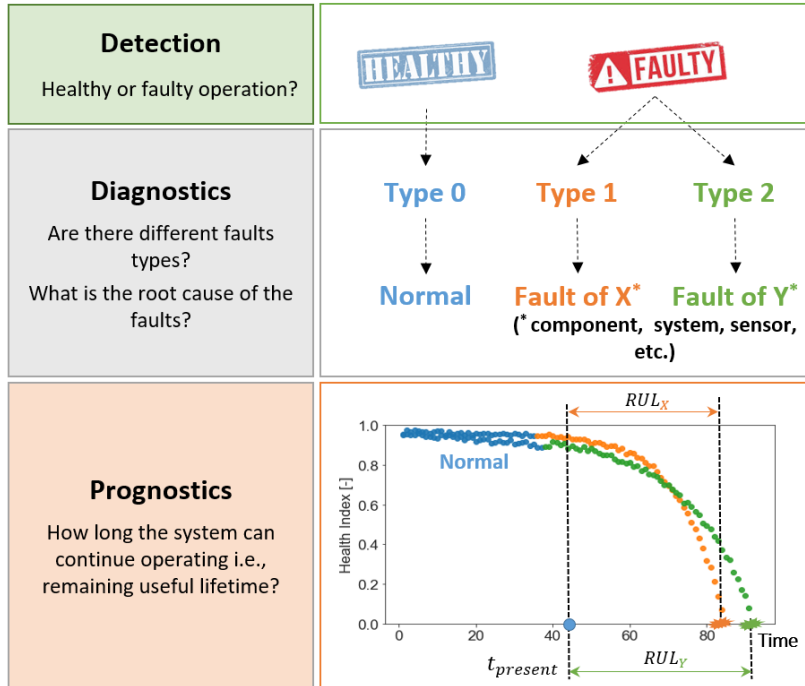 Detection
Healthy or faulty operation?
HEALTHY
FAULTY
Diagnostics
Are there different faults
types?
What is the root cause of the
faults?
Type 0
Type 1
Type 2
Normal
Fault of X*
Fault of Y*
(* component, system, sensor,
etc.)
Prognostics
How long the system can
continue operating i.e.,
remaining useful lifetime?
RUL_X
1.0
0.8
0.6
0.4
0.2
0.0
Health Index [-]
Normal
0
20
40
60
80
Time
t_present
RUL_Y